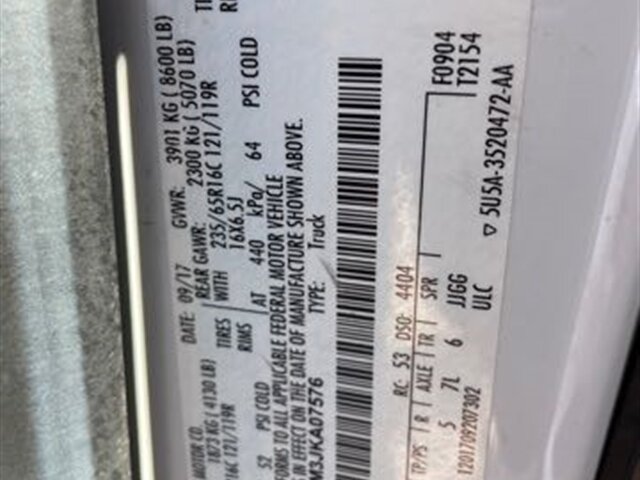 MOTOR CO. DATE: 09/17 GVWR: 3901 KG ( 8600 LB)
1873 KG ( 4130 LB) REAR GAWR: 2300 KG ( 5070 LB)
16C 121/119R TIRES WITH 235/65R16C 121/119R
RIMS 16X6.5J
52 PSI COLD AT 440 kPa/ 64 PSI COLD
FORMS TO ALL APPLICABLE FEDERAL MOTOR VEHICLE
IN EFFECT ON THE DATE OF MANUFACTURE SHOWN ABOVE.
M3JKA07576 TYPE: Truck
RC: 53 DSO: 4404 F0904
T2154
TP/PS R AXLE TR SPR
5 7L 6 JJGG
ULC ▽ 5U5A-3520472-AA
1201709207302